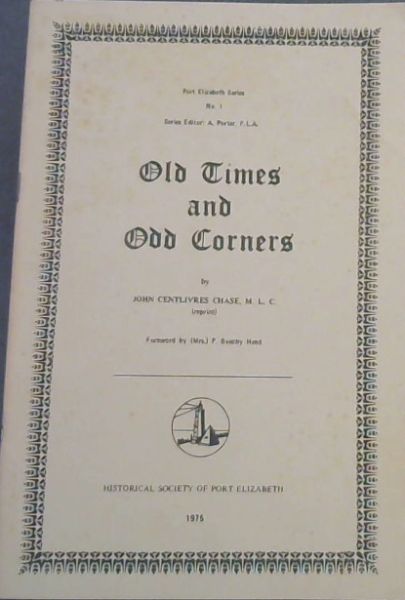 Port Elizabeth Series
No. 1
Series Editor: A. Porter, F.L.A.
Old Times
and
Odd Corners
by
JOHN CENTLIVRES CHASE, M. L. C.
(reprint)
Foreword by (Mrs.) F. Hand
HISTORICAL SOCIETY OF PORT ELIZABETH
1975